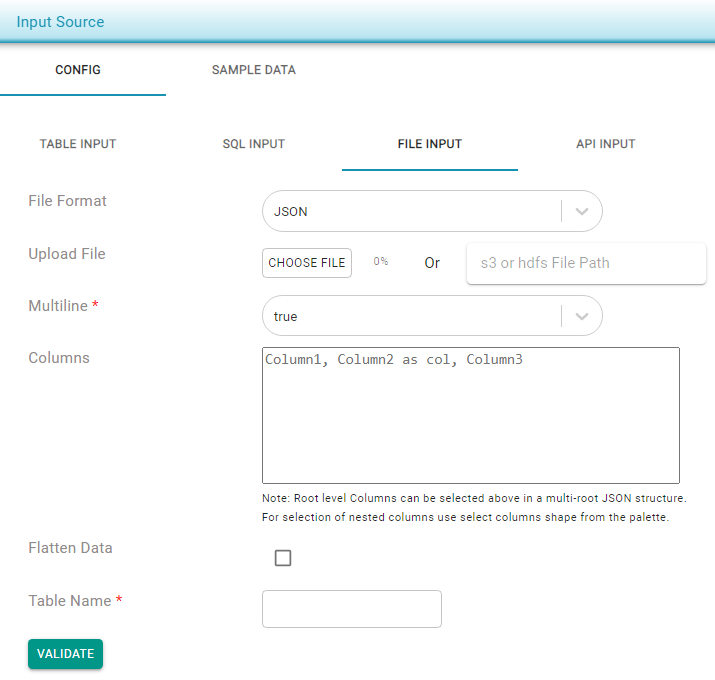 Input Source
CONFIG SAMPLE DATA
TABLE INPUT SQL INPUT FILE INPUT API INPUT
File Format JSON
Upload File CHOOSE FILE 0% Or s3 or hdfs File Path
Multiline * true
Columns Column1, Column2 as col, Column3
Note: Root level Columns can be selected above in a multi-root JSON structure.
For selection of nested columns use select columns shape from the palette.
Flatten Data
Table Name *
VALIDATE